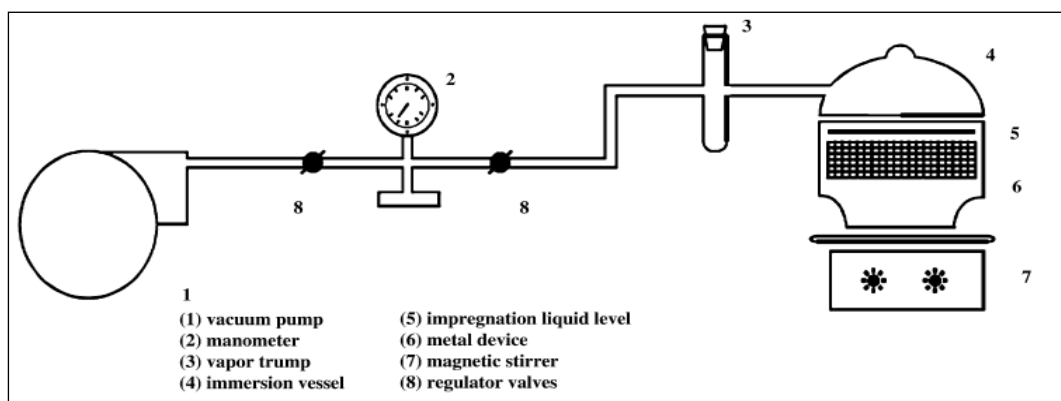 3
2
4
5
6
8
8
7
1
(1) vacuum pump
(2) manometer
(3) vapor trump
(4) immersion vessel
(5) impregnation liquid level
(6) metal device
(7) magnetic stirrer
(8) regulator valves